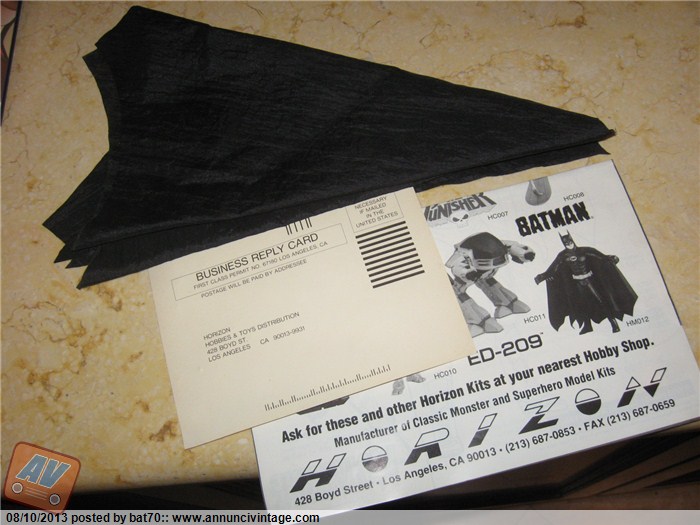 NECESSARY
IF MAILED
IN THE
UNITED STATES
BUSINESS REPLY CARD
FIRST CLASS PERMIT NO. 67190 LOS ANGELES, CA
POSTAGE WILL BE PAID BY ADDRESSEE
HORIZON
HOBBIES & TOYS DISTRIBUTION
428 BOYD ST.
LOS ANGELES CA 90013-9931
PUNISHER
HC007
HC008
BATMAN
HC011
HM012
ED-209
HC010
Ask for these and other Horizon Kits at your nearest Hobby Shop.
Manufacturer of Classic Monster and Superhero Model Kits
HORIZON
428 Boyd Street • Los Angeles, CA 90013 • (213) 687-0853 • FAX (213) 687-0659
AV
08/10/2013 posted by bat70:: www.annuncivintage.com